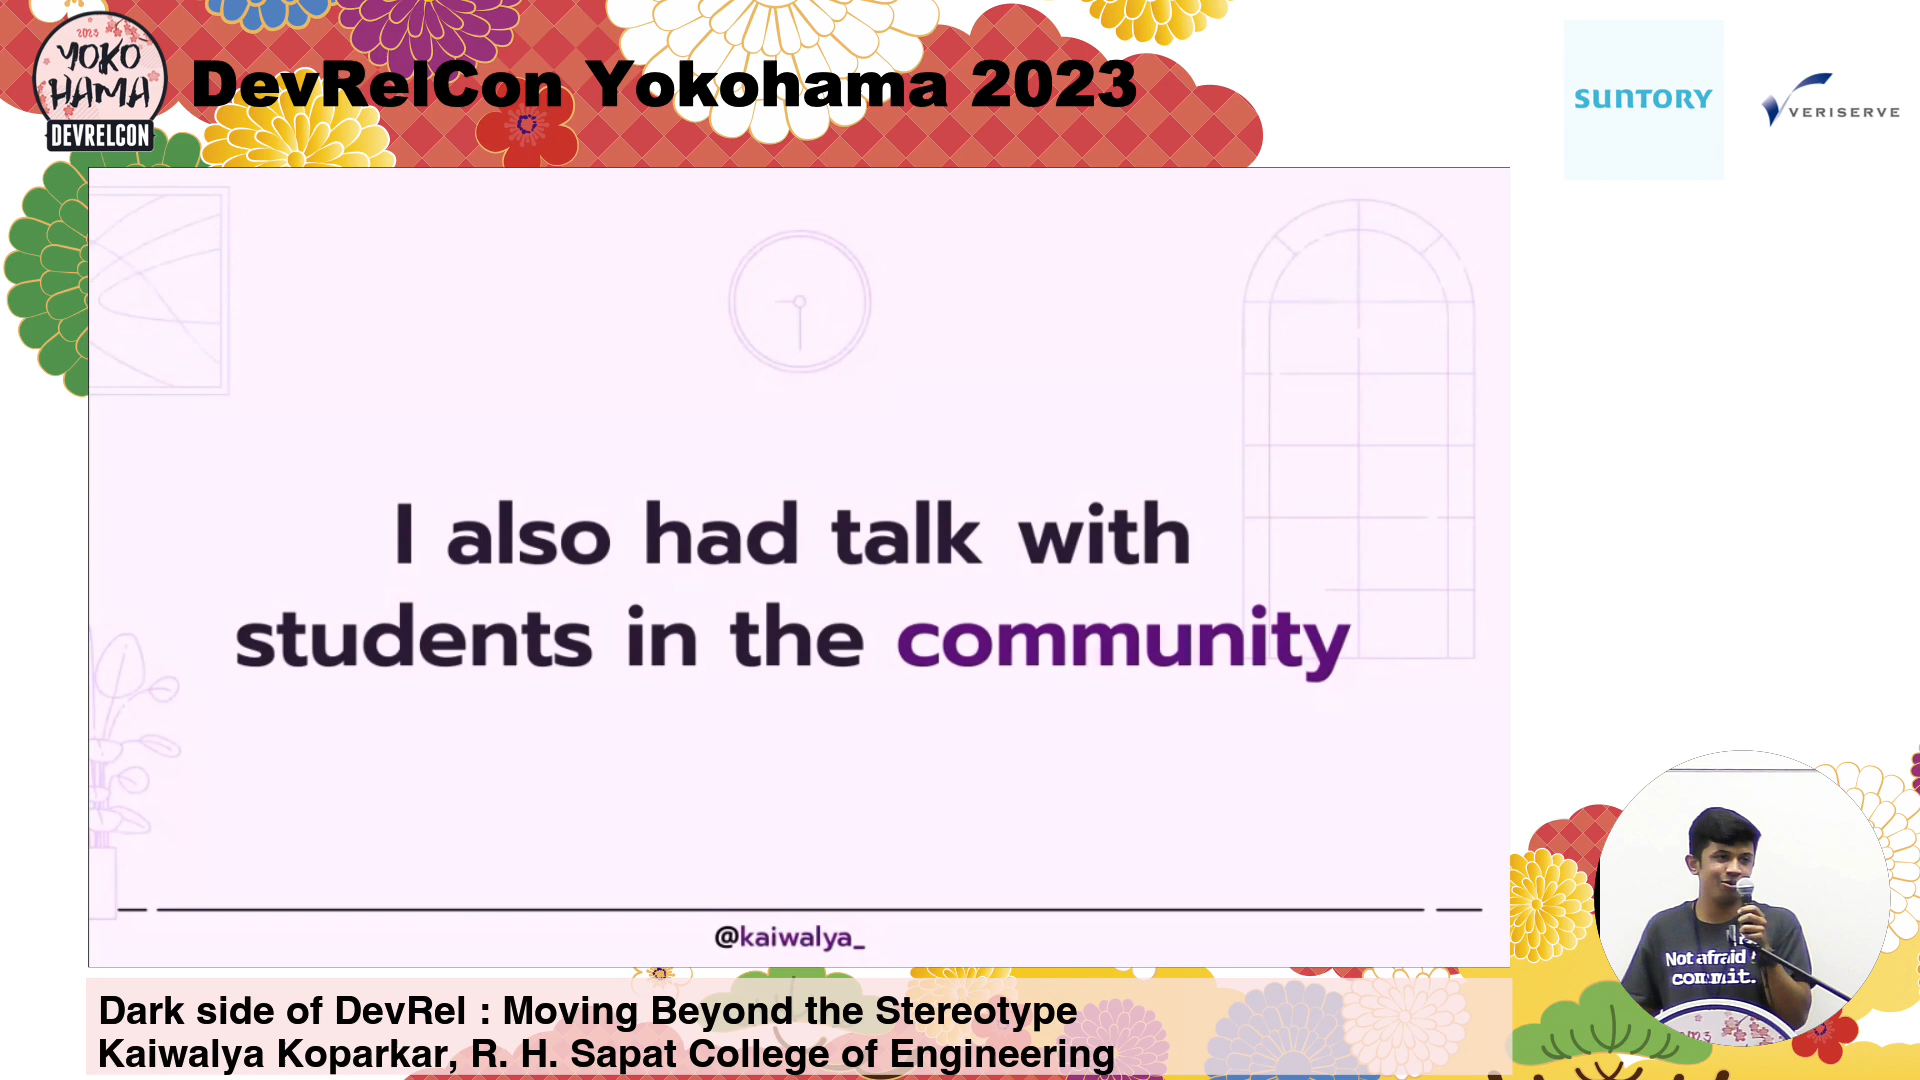 2023
YOKO
HAMA
DEVRELCON
DevRelCon Yokohama 2023
SUNTORY
VERISERVE
I also had talk with
students in the community
@kaiwalya_
Not afraid
commit.
2023
Dark side of DevRel : Moving Beyond the Stereotype
Kaiwalya Koparkar, R. H. Sapat College of Engineering